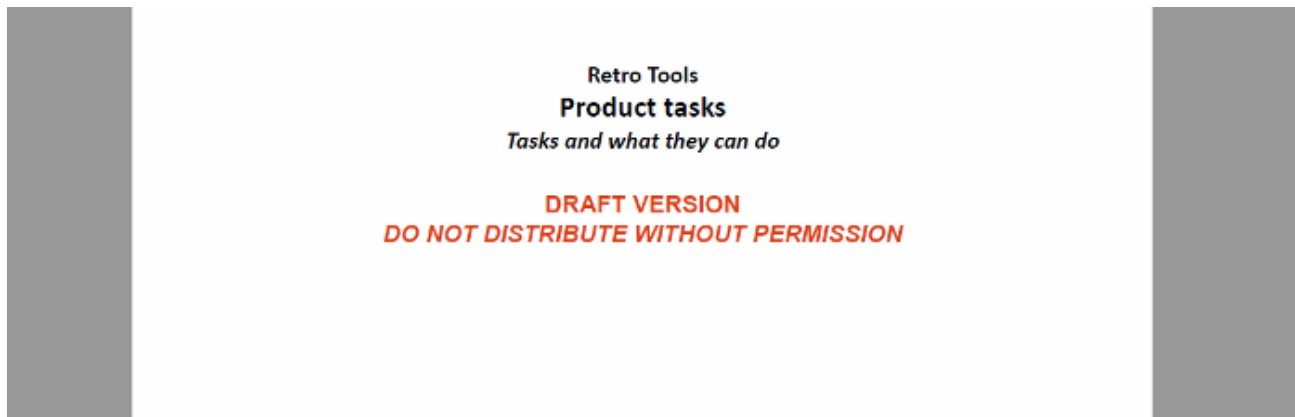 Retro Tools
Product tasks
Tasks and what they can do
DRAFT VERSION
DO NOT DISTRIBUTE WITHOUT PERMISSION